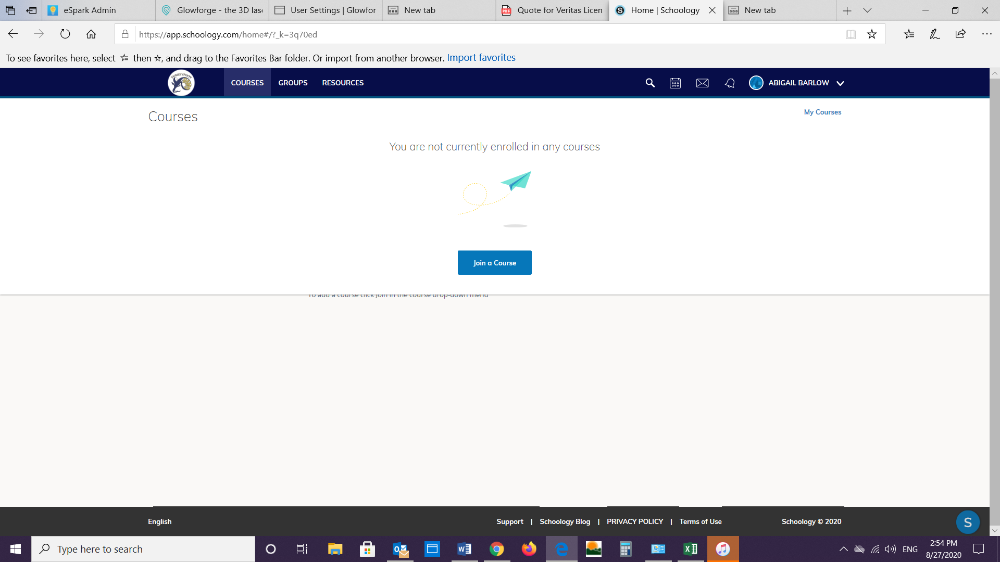 eSpark Admin
Glowforge - the 3D lase
User Settings | Glowfor
New tab
Quote for Veritas Licen
Home | Schoology
New tab
https://app.schoology.com/home#/?_k=3q70ed
To see favorites here, select then , and drag to the Favorites Bar folder. Or import from another browser. Import favorites
TURKEYFOOT
COURSES GROUPS RESOURCES
ABIGAIL BARLOW
Courses
My Courses
You are not currently enrolled in any courses
Join a Course
To add a course click Join in the course drop-down menu
English
Support | Schoology Blog | PRIVACY POLICY | Terms of Use
Schoology © 2020
S
Type here to search
ENG
2:54 PM
8/27/2020